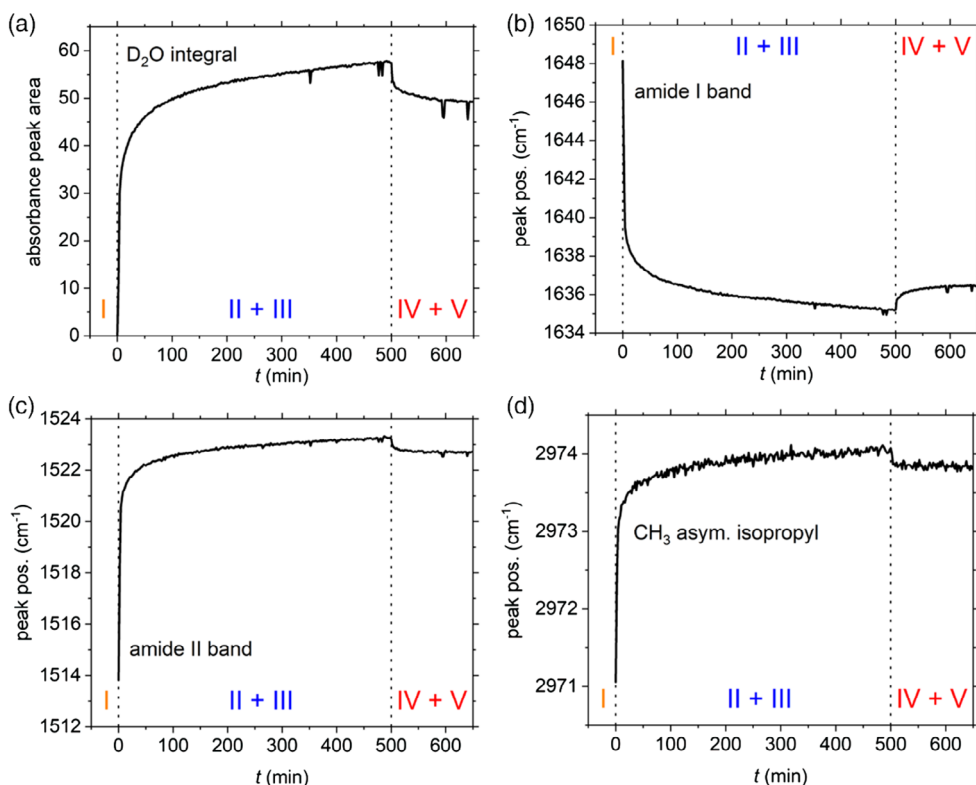 (a)
absorbance peak area
60
50
40
30
20
10
0
D₂O integral
I
II + III
IV + V
0 100 200 300 400 500 600
t (min)
(b)
peak pos. (cm⁻¹)
1650
1648
1646
1644
1642
1640
1638
1636
1634
I
II + III
IV + V
amide I band
0 100 200 300 400 500 600
t (min)
(c)
peak pos. (cm⁻¹)
1524
1522
1520
1518
1516
1514
1512
amide II band
I
II + III
IV + V
0 100 200 300 400 500 600
t (min)
(d)
peak pos. (cm⁻¹)
2974
2973
2972
2971
CH₃ asym. isopropyl
I
II + III
IV + V
0 100 200 300 400 500 600
t (min)